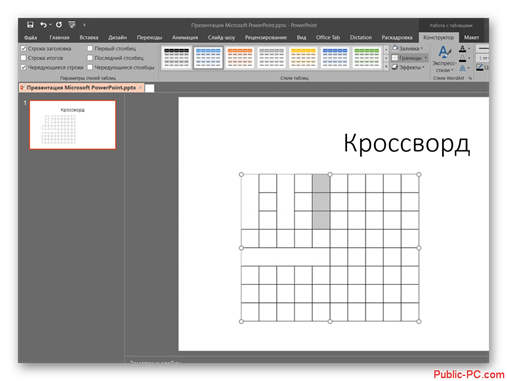 Презентация Microsoft PowerPoint.pptx - PowerPoint
Работа с таблицами
Файл Главная Вставка Дизайн Переходы Анимация Слайд-шоу Рецензирование Вид Office Tab Dictation Раскадровка Конструктор Макет
Строка заголовка Первый столбец
Строка итогов Последний столбец
Чередующиеся строки Чередующиеся столбцы
Заливка
Границы
Эффекты
Экспресс-
стили
Параметры стилей таблиц Стили таблиц Стили WordArt
Презентация Microsoft PowerPoint.pptx
1
Кроссворд
Кроссворд
Public-PC.com